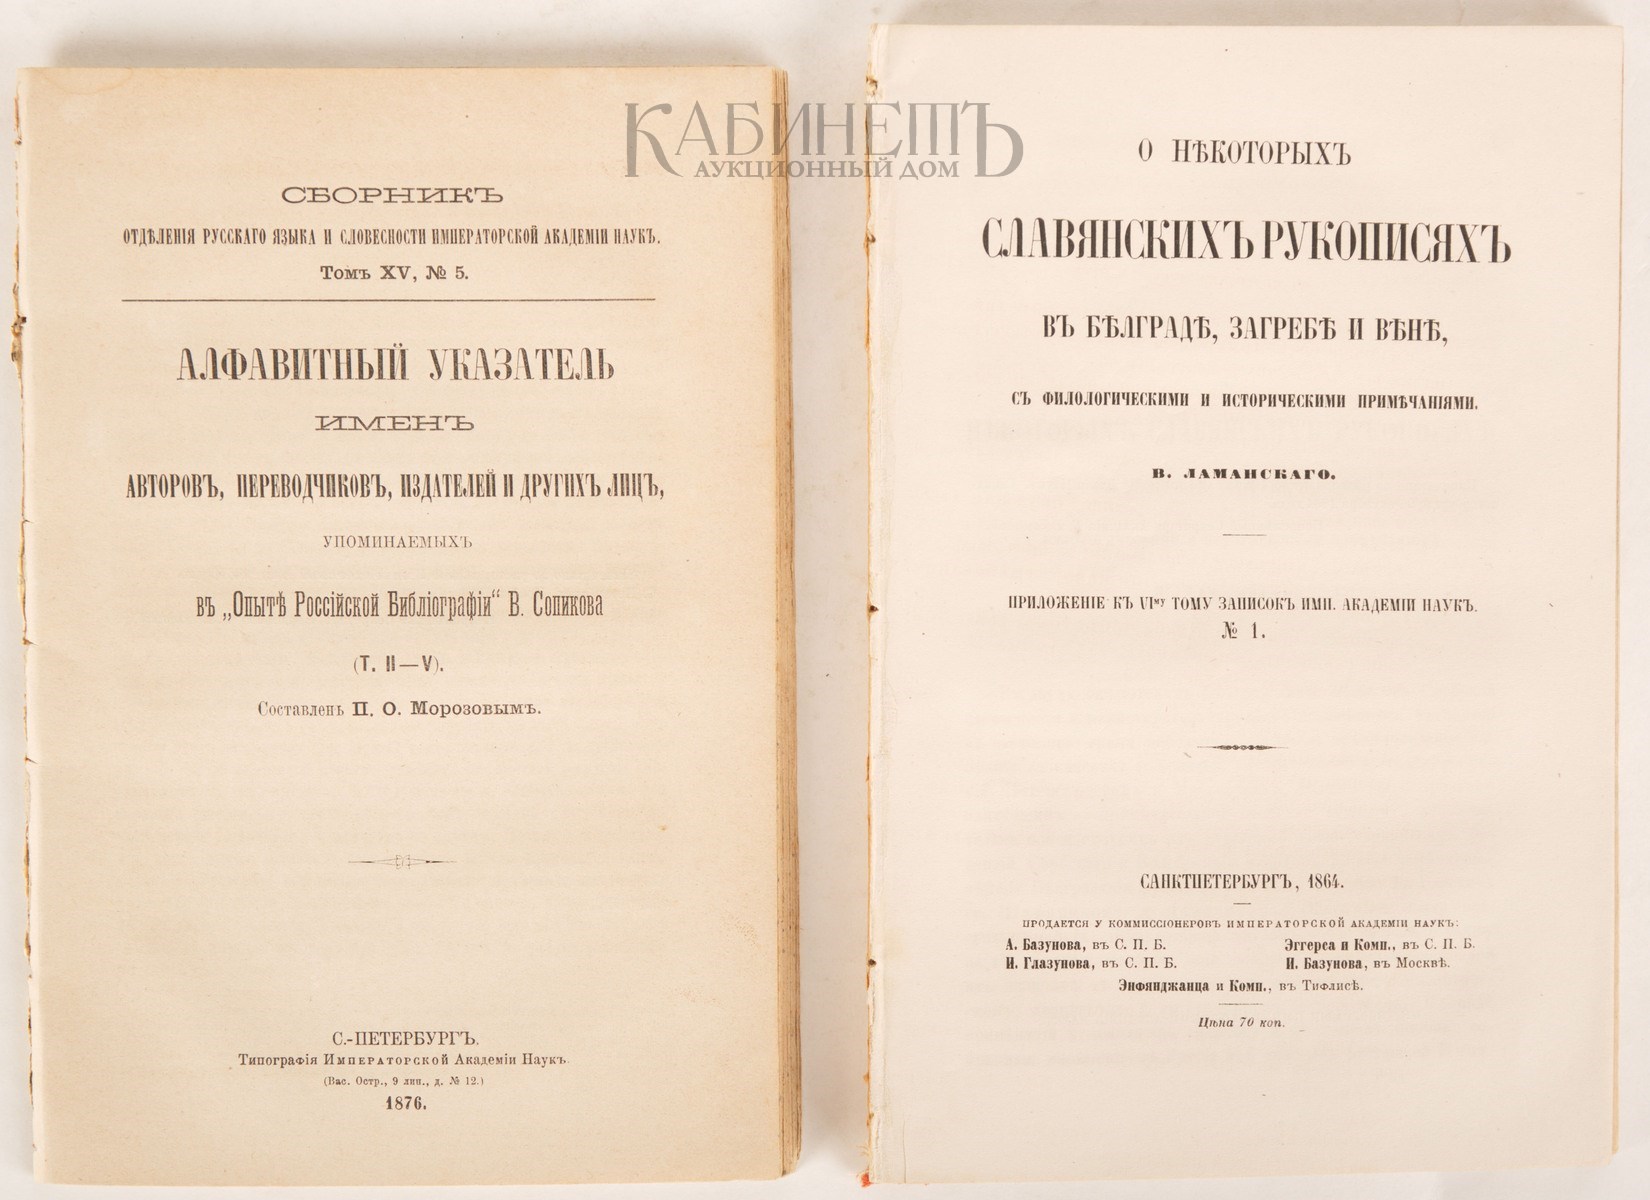 КАБИНЕТЪ
АУКЦИОННЫЙ ДОМ
СБОРНИКЪ
ОТДѢЛЕНІЯ РУССКАГО ЯЗЫКА И СЛОВЕСНОСТИ ИМПЕРАТОРСКОЙ АКАДЕМІИ НАУКЪ.
Томъ XV, № 5.
АЛФАВИТНЫЙ УКАЗАТЕЛЬ
ИМЕНЪ
АВТОРОВЪ, ПЕРЕВОДЧИКОВЪ, ИЗДАТЕЛЕЙ И ДРУГИХЪ ЛИЦЪ,
УПОМИНАЕМЫХЪ
въ „Опытѣ Россійской Библіографіи“ В. Сопикова
(Т. II—V).
Составленъ П. О. Морозовымъ.
С.-ПЕТЕРБУРГЪ.
Типографія Императорской Академіи Наукъ.
(Вас. Остр., 9 лин., д. № 12.)
1876.
О НѢКОТОРЫХЪ
СЛАВЯНСКИХЪ РУКОПИСЯХЪ
ВЪ БѢЛГРАДѢ, ЗАГРЕБѢ И ВѢНѢ,
СЪ ФИЛОЛОГИЧЕСКИМИ И ИСТОРИЧЕСКИМИ ПРИМѢЧАНІЯМИ.
В. ЛАМАНСКАГО.
ПРИЛОЖЕНІЕ КЪ VIму ТОМУ ЗАПИСОКЪ ИМП. АКАДЕМІИ НАУКЪ.
№ 1.
САНКТПЕТЕРБУРГЪ, 1864.
ПРОДАЕТСЯ У КОММИССІОНЕРОВЪ ИМПЕРАТОРСКОЙ АКАДЕМІИ НАУКЪ:
А. Базунова, въ С. П. Б. Эггерса и Комп., въ С. П. Б.
И. Глазунова, въ С. П. Б. И. Базунова, въ Москвѣ.
Энфянджянца и Комп., въ Тифлисѣ.
Цѣна 70 коп.